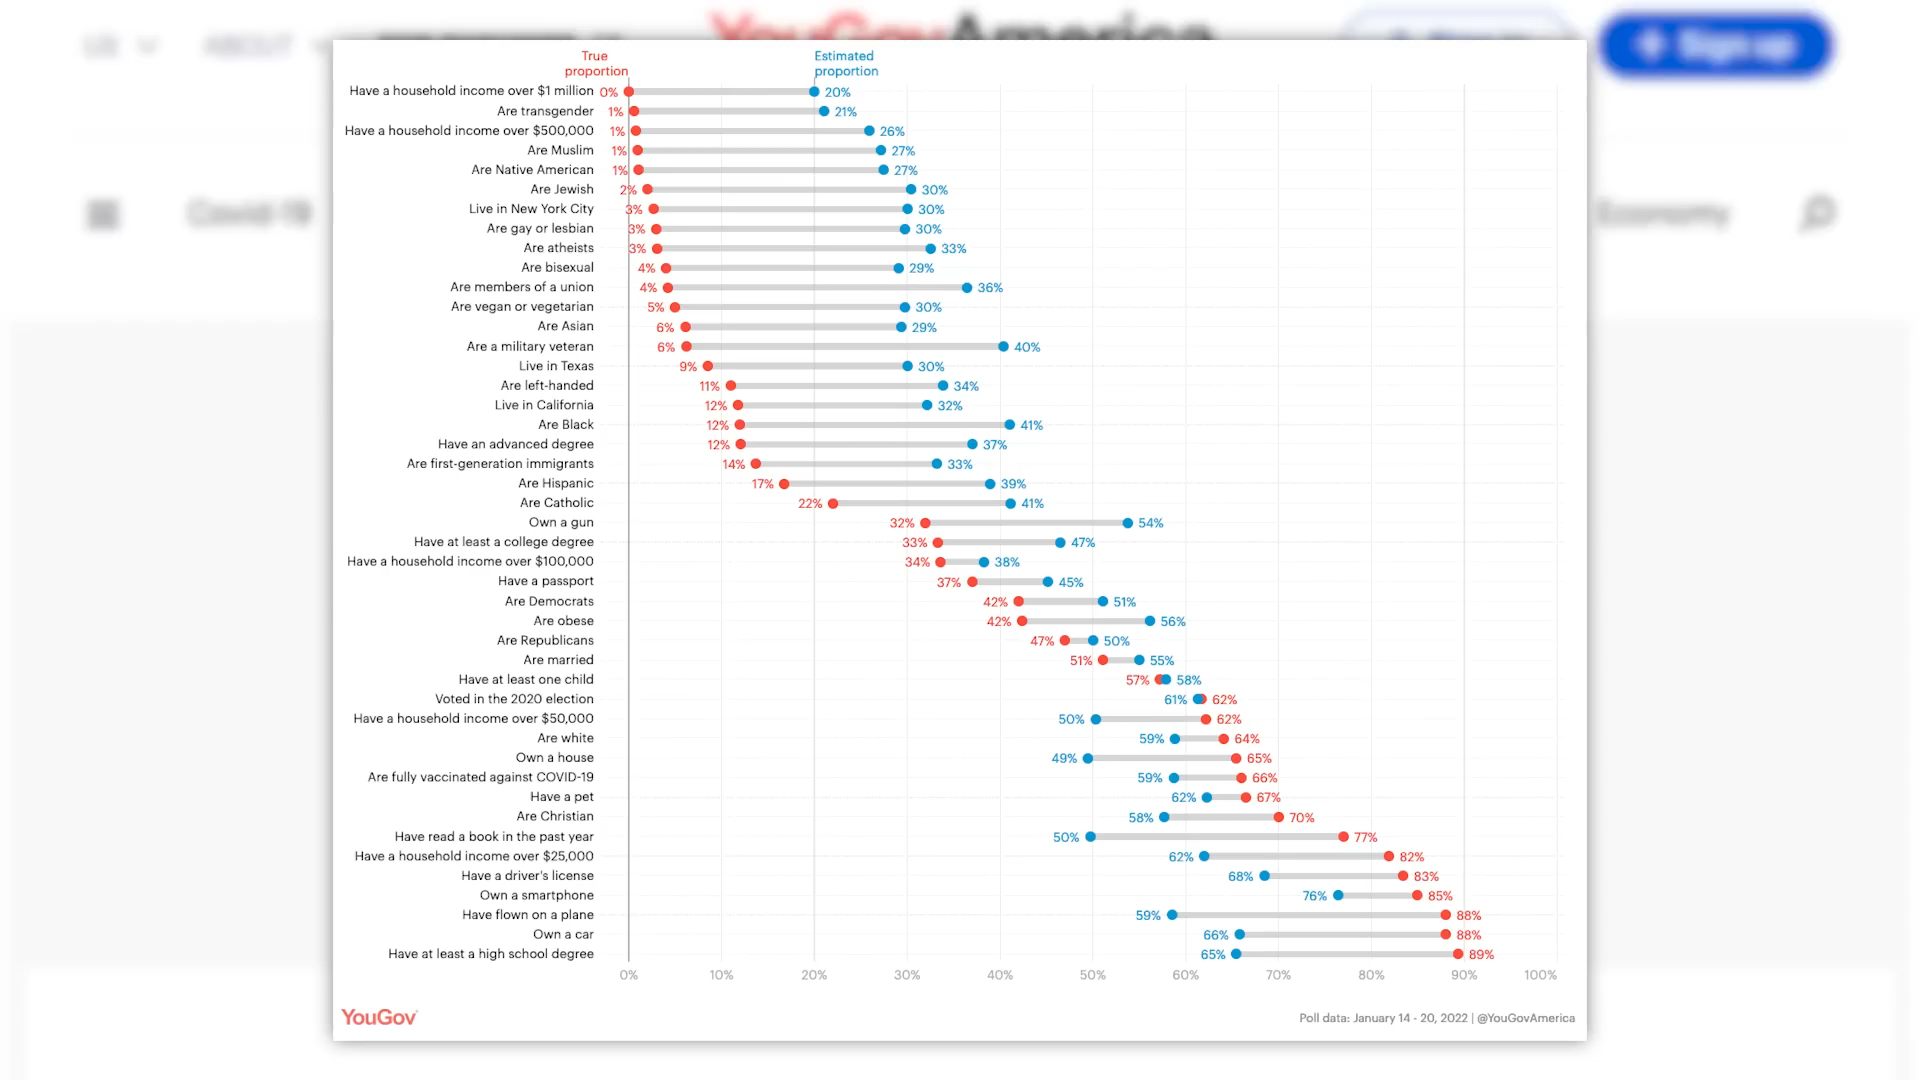 US ABOUT YouGov America Sign up
Covid-19 Economy
True
proportion
Estimated
proportion
Have a household income over $1 million 0% 20%
Are transgender 1% 21%
Have a household income over $500,000 1% 26%
Are Muslim 1% 27%
Are Native American 1% 27%
Are Jewish 2% 30%
Live in New York City 3% 30%
Are gay or lesbian 3% 30%
Are atheists 3% 33%
Are bisexual 4% 29%
Are members of a union 4% 36%
Are vegan or vegetarian 5% 30%
Are Asian 6% 29%
Are a military veteran 6% 40%
Live in Texas 9% 30%
Are left-handed 11% 34%
Live in California 12% 32%
Are Black 12% 41%
Have an advanced degree 12% 37%
Are first-generation immigrants 14% 33%
Are Hispanic 17% 39%
Are Catholic 22% 41%
Own a gun 32% 54%
Have at least a college degree 33% 47%
Have a household income over $100,000 34% 38%
Have a passport 37% 45%
Are Democrats 42% 51%
Are obese 42% 56%
Are Republicans 47% 50%
Are married 51% 55%
Have at least one child 57% 58%
Voted in the 2020 election 61% 62%
Have a household income over $50,000 50% 62%
Are white 59% 64%
Own a house 49% 65%
Are fully vaccinated against COVID-19 59% 66%
Have a pet 62% 67%
Are Christian 58% 70%
Have read a book in the past year 50% 77%
Have a household income over $25,000 62% 82%
Have a driver's license 68% 83%
Own a smartphone 76% 85%
Have flown on a plane 59% 88%
Own a car 66% 88%
Have at least a high school degree 65% 89%
0% 10% 20% 30% 40% 50% 60% 70% 80% 90% 100%
YouGov Poll data: January 14 - 20, 2022 | @YouGovAmerica